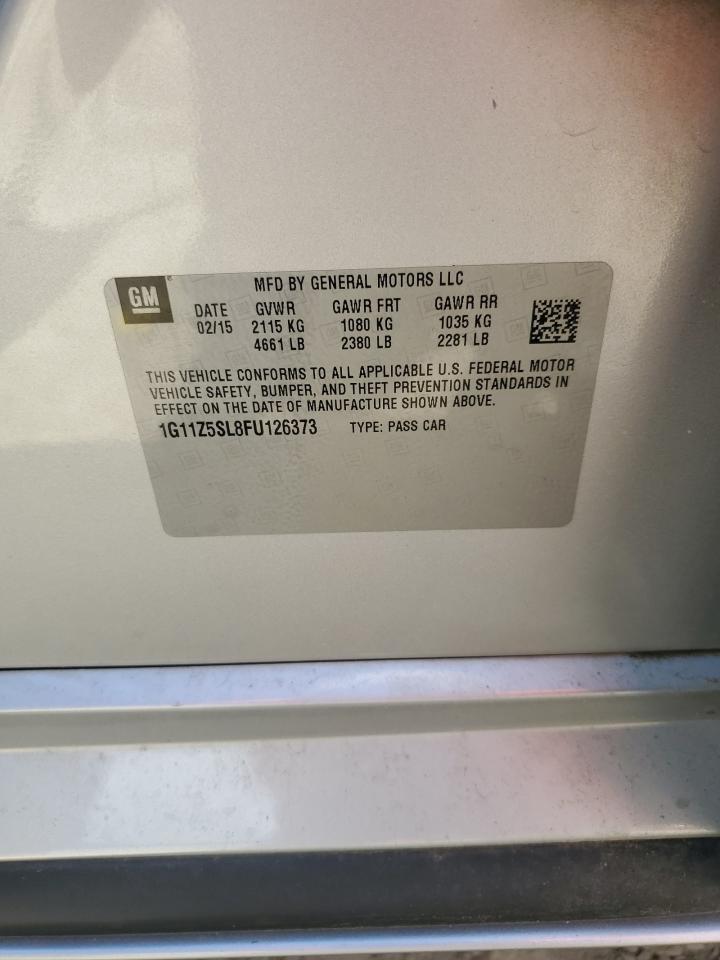 GM
MFD BY GENERAL MOTORS LLC
DATE GVWR GAWR FRT GAWR RR
02/15 2115 KG 1080 KG 1035 KG
4661 LB 2380 LB 2281 LB
THIS VEHICLE CONFORMS TO ALL APPLICABLE U.S. FEDERAL MOTOR
VEHICLE SAFETY, BUMPER, AND THEFT PREVENTION STANDARDS IN
EFFECT ON THE DATE OF MANUFACTURE SHOWN ABOVE.
1G11Z5SL8FU126373 TYPE: PASS CAR